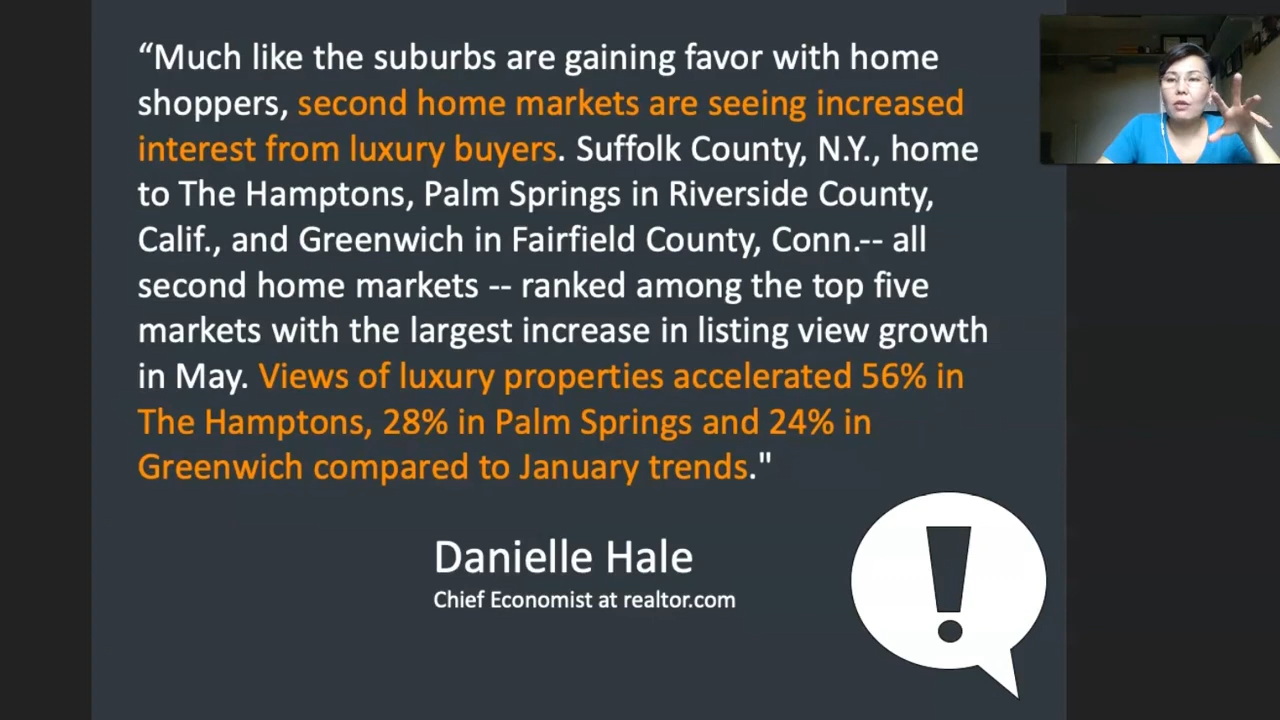 “Much like the suburbs are gaining favor with home
shoppers, second home markets are seeing increased
interest from luxury buyers. Suffolk County, N.Y., home
to The Hamptons, Palm Springs in Riverside County,
Calif., and Greenwich in Fairfield County, Conn.-- all
second home markets -- ranked among the top five
markets with the largest increase in listing view growth
in May. Views of luxury properties accelerated 56% in
The Hamptons, 28% in Palm Springs and 24% in
Greenwich compared to January trends."
Danielle Hale
Chief Economist at realtor.com
!